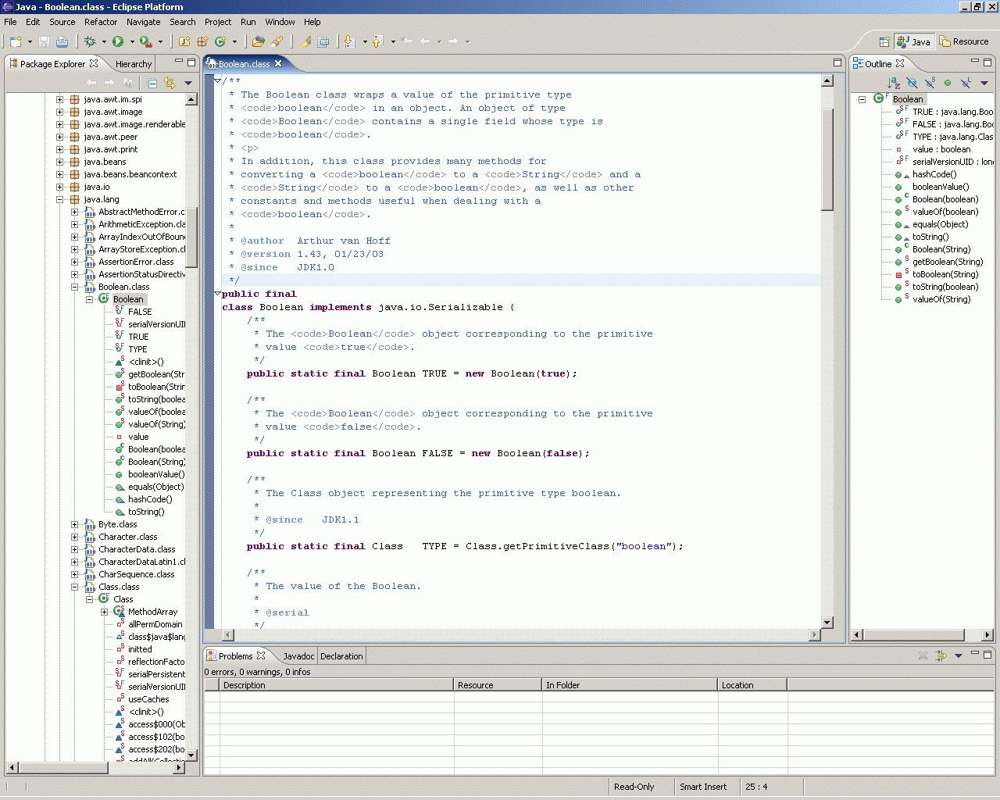 Java - Boolean.class - Eclipse Platform
File Edit Source Refactor Navigate Search Project Run Window Help
Java
Resource
Package Explorer
Hierarchy
java.awt.im.spi
java.awt.image
java.awt.image.renderable
java.awt.peer
java.awt.print
java.beans
java.beans.beancontext
java.io
java.lang
AbstractMethodError.c
ArithmeticException.cla
ArrayIndexOutOfBoun
ArrayStoreException.cl
AssertionError.class
AssertionStatusDirectiv
Boolean.class
Boolean
FALSE
serialVersionUI
TRUE
TYPE
<clinit>()
getBoolean(Str
toBoolean(Strin
toString(boolea
valueOf(boolea
valueOf(String)
value
Boolean(boolea
Boolean(String)
booleanValue()
equals(Object)
hashCode()
toString()
Byte.class
Character.class
CharacterData.class
CharacterDataLatin1.cl
CharSequence.class
Class.class
Class
MethodArray
allPermDomain
class$java$lang
initted
reflectionFacto
serialPersistent
serialVersionUI
useCaches
<clinit>()
access$000(Ob
access$102(bo
access$202(boo
addAll(Collectio
Boolean.class
/**
* The Boolean class wraps a value of the primitive type
* <code>boolean</code> in an object. An object of type
* <code>Boolean</code> contains a single field whose type is
* <code>boolean</code>.
* <p>
* In addition, this class provides many methods for
* converting a <code>boolean</code> to a <code>String</code> and a
* <code>String</code> to a <code>boolean</code>, as well as other
* constants and methods useful when dealing with a
* <code>boolean</code>.
*
* @author  Arthur van Hoff
* @version 1.43, 01/23/03
* @since   JDK1.0
*/
public final
class Boolean implements java.io.Serializable {
/**
* The <code>Boolean</code> object corresponding to the primitive
* value <code>true</code>.
*/
public static final Boolean TRUE = new Boolean(true);
/**
* The <code>Boolean</code> object corresponding to the primitive
* value <code>false</code>.
*/
public static final Boolean FALSE = new Boolean(false);
/**
* The Class object representing the primitive type boolean.
*
* @since   JDK1.1
*/
public static final Class   TYPE = Class.getPrimitiveClass("boolean");
/**
* The value of the Boolean.
*
* @serial
*/
Outline
Boolean
TRUE : java.lang.Boo
FALSE : java.lang.Boo
TYPE : java.lang.Clas
value : boolean
serialVersionUID : long
hashCode()
booleanValue()
Boolean(boolean)
valueOf(boolean)
equals(Object)
toString()
Boolean(String)
getBoolean(String)
toBoolean(String)
toString(boolean)
valueOf(String)
Problems
Javadoc
Declaration
0 errors, 0 warnings, 0 infos
Description Resource In Folder Location
Read-Only Smart Insert 25 : 4